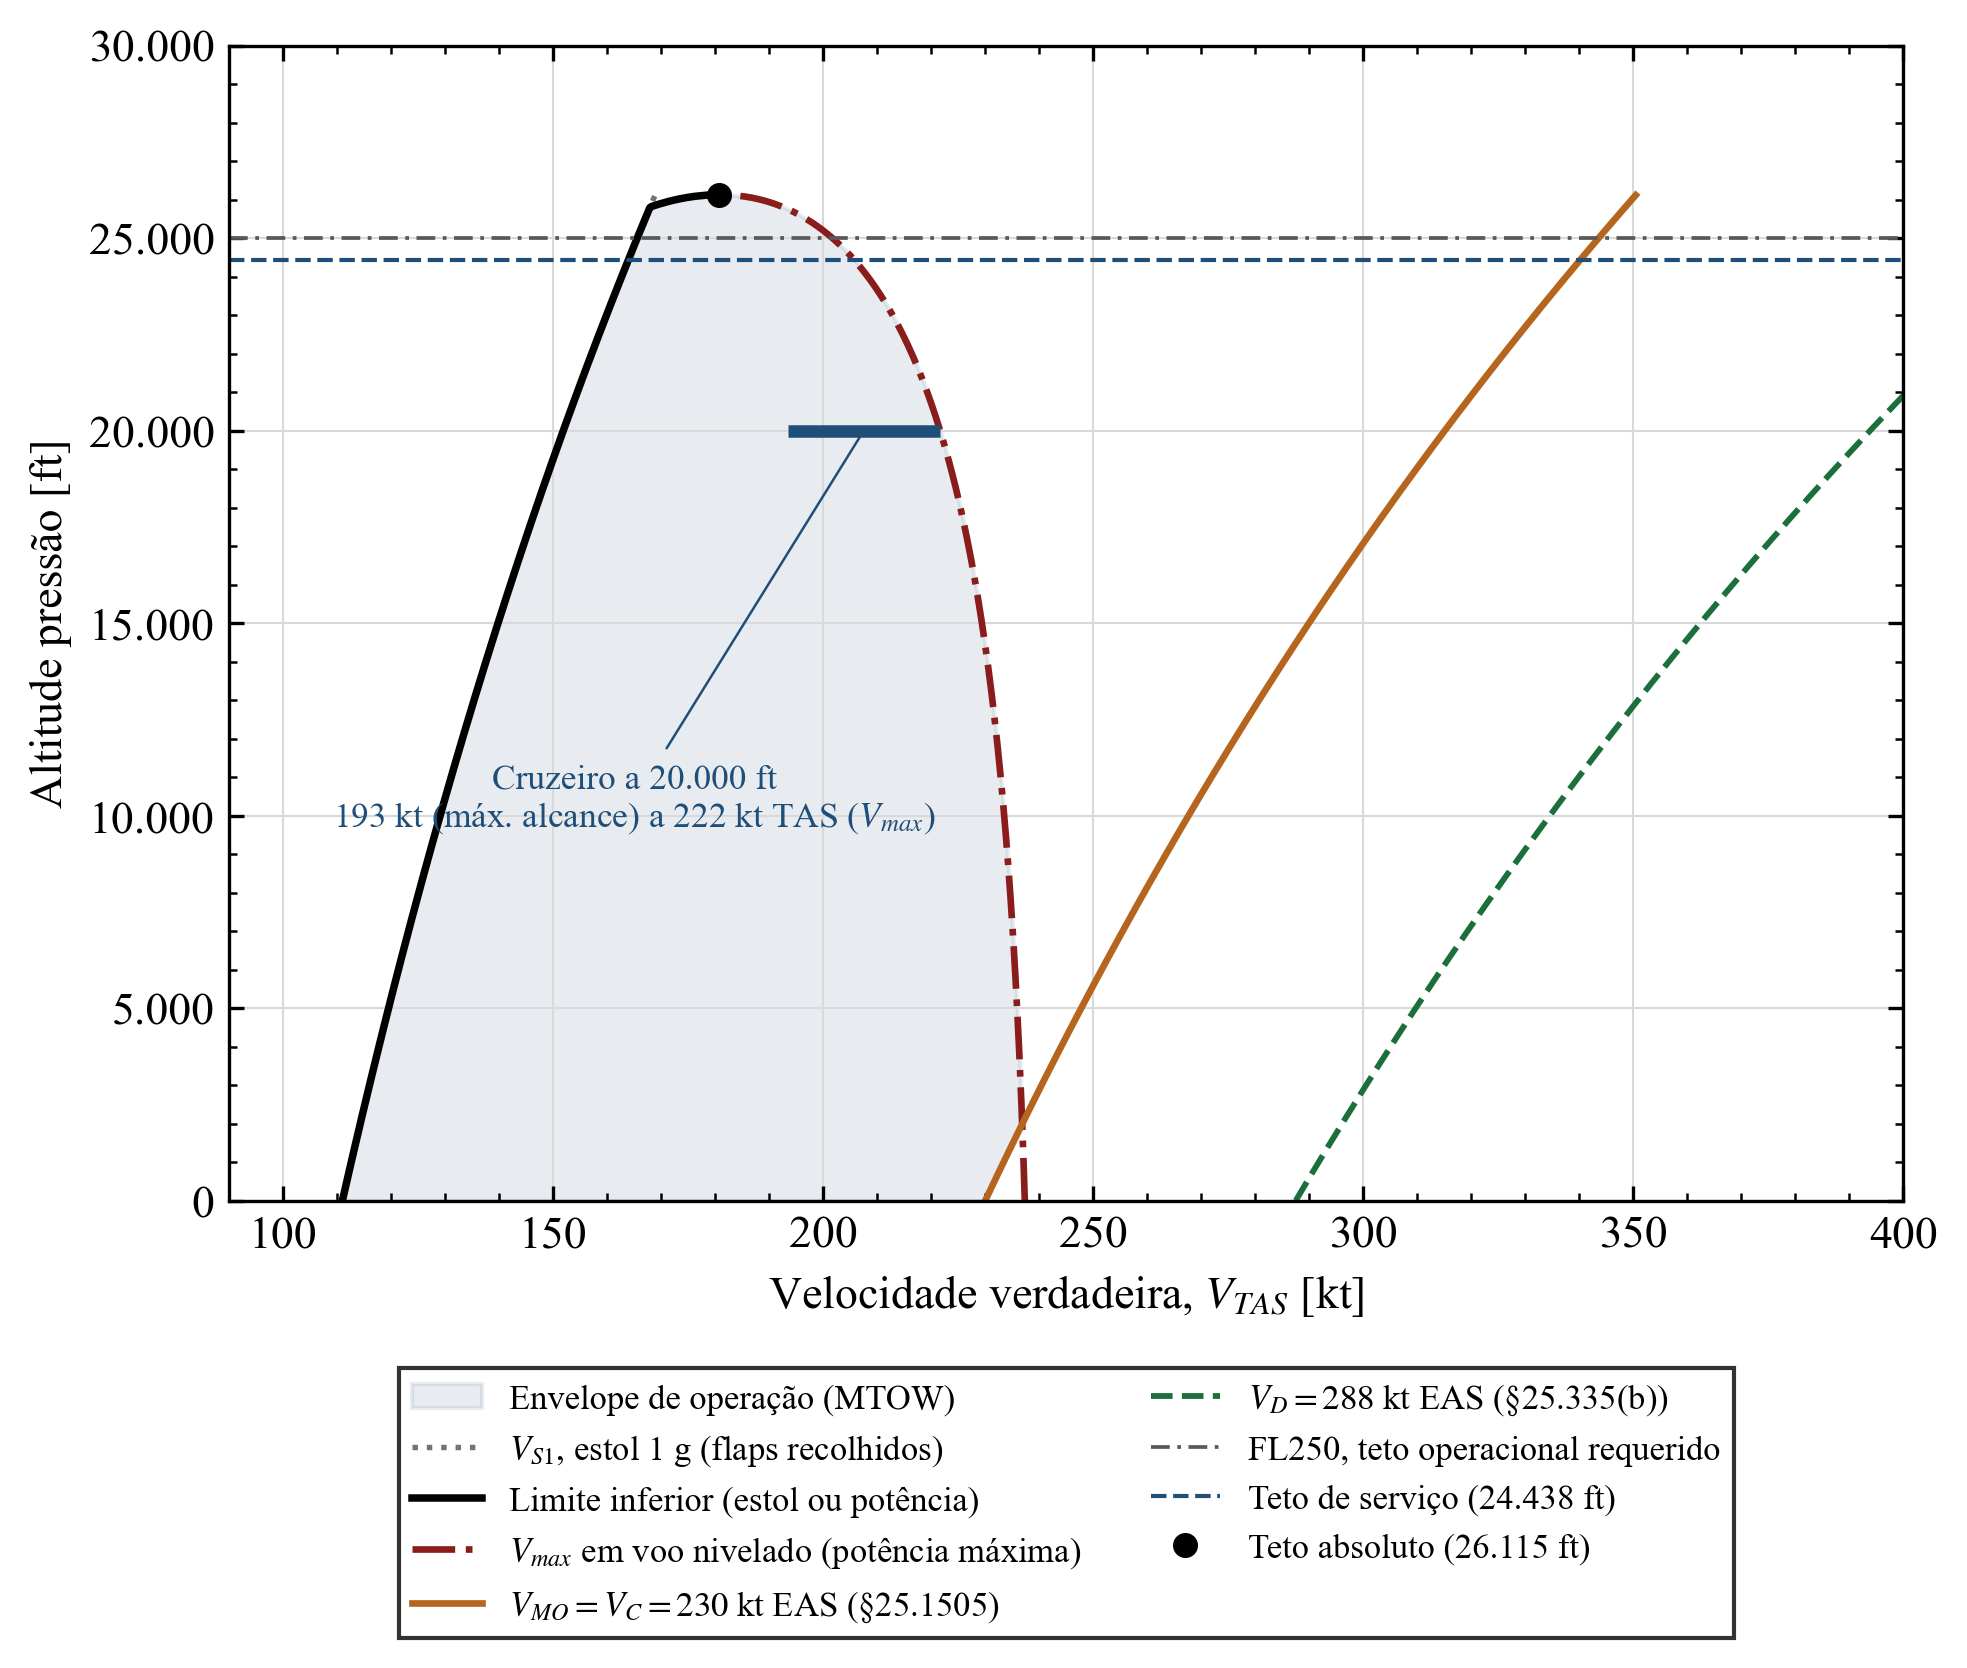 30.000
25.000
20.000
15.000
10.000
5.000
0
Altitude pressão [ft]
Cruzeiro a 20.000 ft
193 kt (máx. alcance) a 222 kt TAS (Vmax)
100 150 200 250 300 350 400
Velocidade verdadeira, VTAS [kt]
Envelope de operação (MTOW)
VS1, estol 1 g (flaps recolhidos)
Limite inferior (estol ou potência)
Vmax em voo nivelado (potência máxima)
VMO = VC = 230 kt EAS (§25.1505)
VD = 288 kt EAS (§25.335(b))
FL250, teto operacional requerido
Teto de serviço (24.438 ft)
Teto absoluto (26.115 ft)